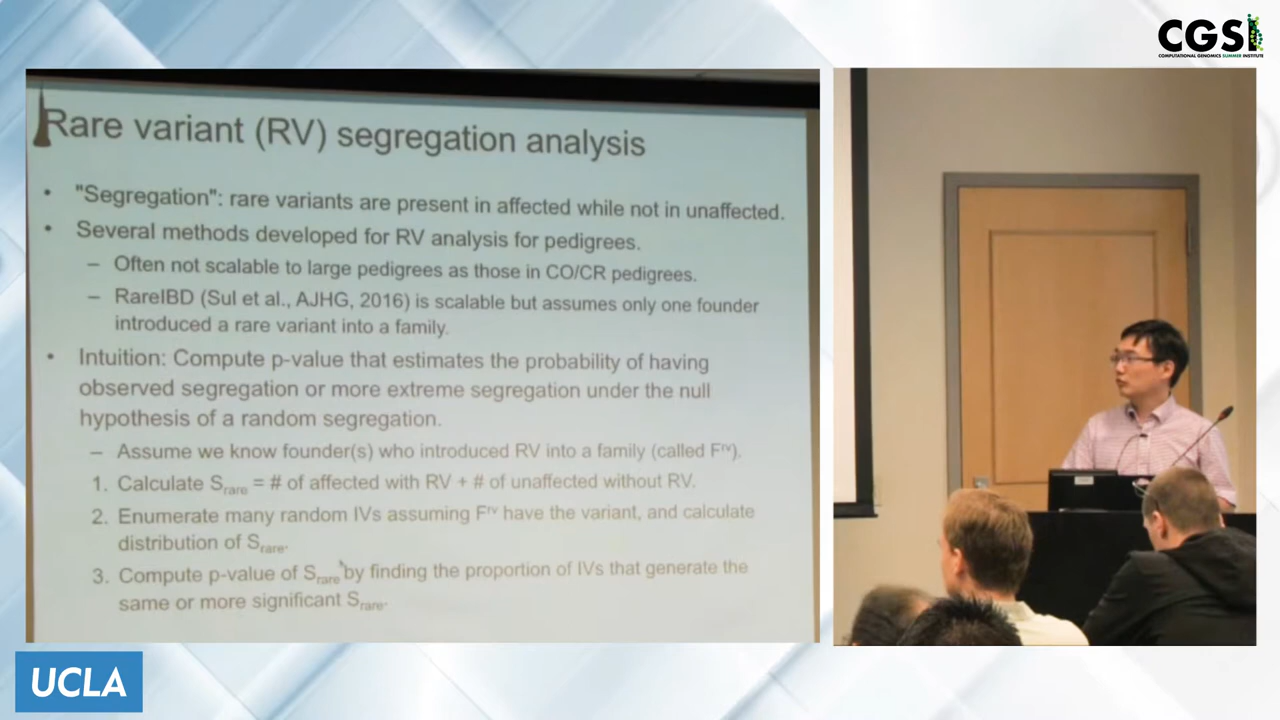 CGSI
COMPUTATIONAL GENOMICS SUMMER INSTITUTE
Rare variant (RV) segregation analysis
• "Segregation": rare variants are present in affected while not in unaffected.
• Several methods developed for RV analysis for pedigrees.
– Often not scalable to large pedigrees as those in CO/CR pedigrees.
– RareIBD (Sul et al., AJHG, 2016) is scalable but assumes only one founder
introduced a rare variant into a family.
• Intuition: Compute p-value that estimates the probability of having
observed segregation or more extreme segregation under the null
hypothesis of a random segregation.
– Assume we know founder(s) who introduced RV into a family (called Frv).
1. Calculate Srare = # of affected with RV + # of unaffected without RV.
2. Enumerate many random IVs assuming Frv have the variant, and calculate
distribution of Srare.
3. Compute p-value of Srare by finding the proportion of IVs that generate the
same or more significant Srare.
UCLA